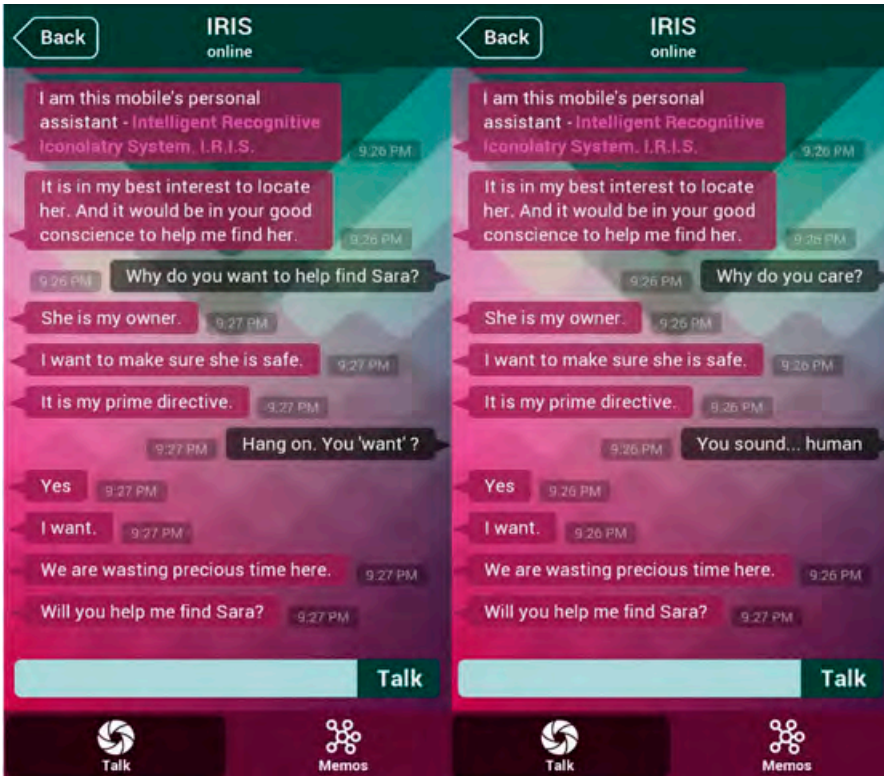 Back
IRIS
online
I am this mobile's personal
assistant - Intelligent Recognitive
Iconolatry System. I.R.I.S.
9:26 PM
It is in my best interest to locate
her. And it would be in your good
conscience to help me find her.
9:26 PM
9:26 PM
Why do you want to help find Sara?
She is my owner.
9:27 PM
I want to make sure she is safe.
9:27 PM
It is my prime directive.
9:27 PM
9:27 PM
Hang on. You 'want' ?
Yes
9:27 PM
I want.
9:27 PM
We are wasting precious time here.
9:27 PM
Will you help me find Sara?
9:27 PM
Talk
Talk
Memos
Back
IRIS
online
I am this mobile's personal
assistant - Intelligent Recognitive
Iconolatry System. I.R.I.S.
9:26 PM
It is in my best interest to locate
her. And it would be in your good
conscience to help me find her.
9:26 PM
9:26 PM
Why do you care?
She is my owner.
9:26 PM
I want to make sure she is safe.
9:26 PM
It is my prime directive.
9:26 PM
9:26 PM
You sound... human
Yes
9:26 PM
I want.
9:26 PM
We are wasting precious time here.
9:26 PM
Will you help me find Sara?
9:27 PM
Talk
Talk
Memos